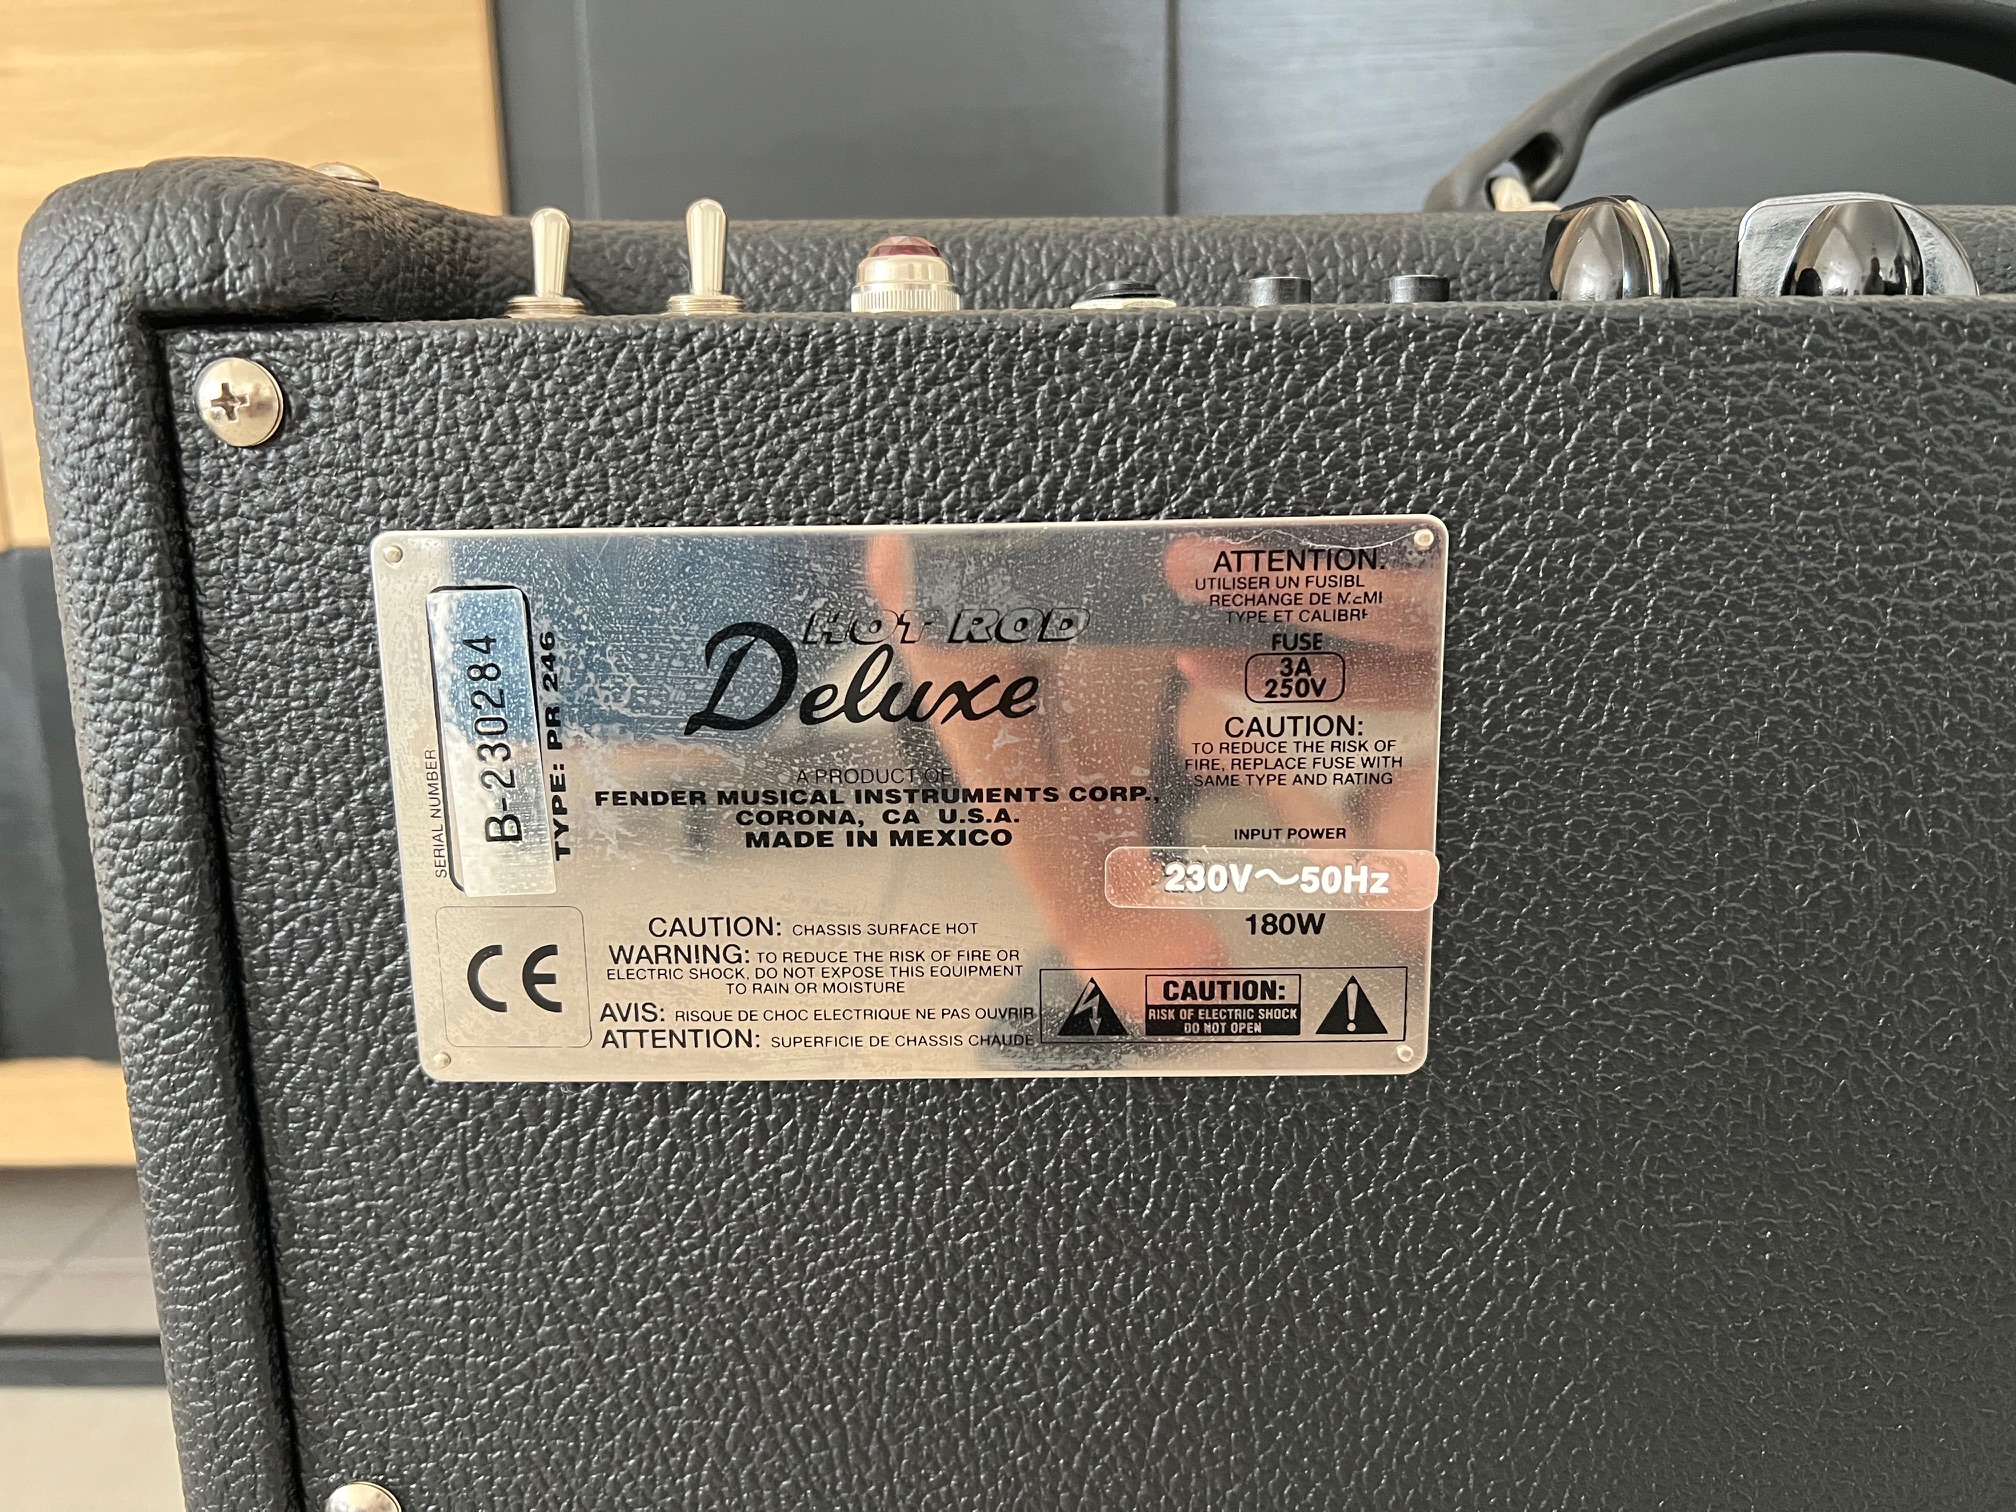 SERIAL NUMBER
B-230284
TYPE: PR 246
HOT ROD
Deluxe
A PRODUCT OF
FENDER MUSICAL INSTRUMENTS CORP.,
CORONA, CA U.S.A.
MADE IN MEXICO
ATTENTION:
UTILISER UN FUSIBL
RECHANGE DE
TYPE ET CALIBR
FUSE
3A
250V
CAUTION:
TO REDUCE THE RISK OF
FIRE, REPLACE FUSE WITH
SAME TYPE AND RATING
INPUT POWER
230V～50Hz
180W
CE
CAUTION: CHASSIS SURFACE HOT
WARNING: TO REDUCE THE RISK OF FIRE OR
ELECTRIC SHOCK, DO NOT EXPOSE THIS EQUIPMENT
TO RAIN OR MOISTURE
AVIS: RISQUE DE CHOC ELECTRIQUE NE PAS OUVRIR
ATTENTION: SUPERFICIE DE CHASSIS CHAUDE
CAUTION:
RISK OF ELECTRIC SHOCK
DO NOT OPEN